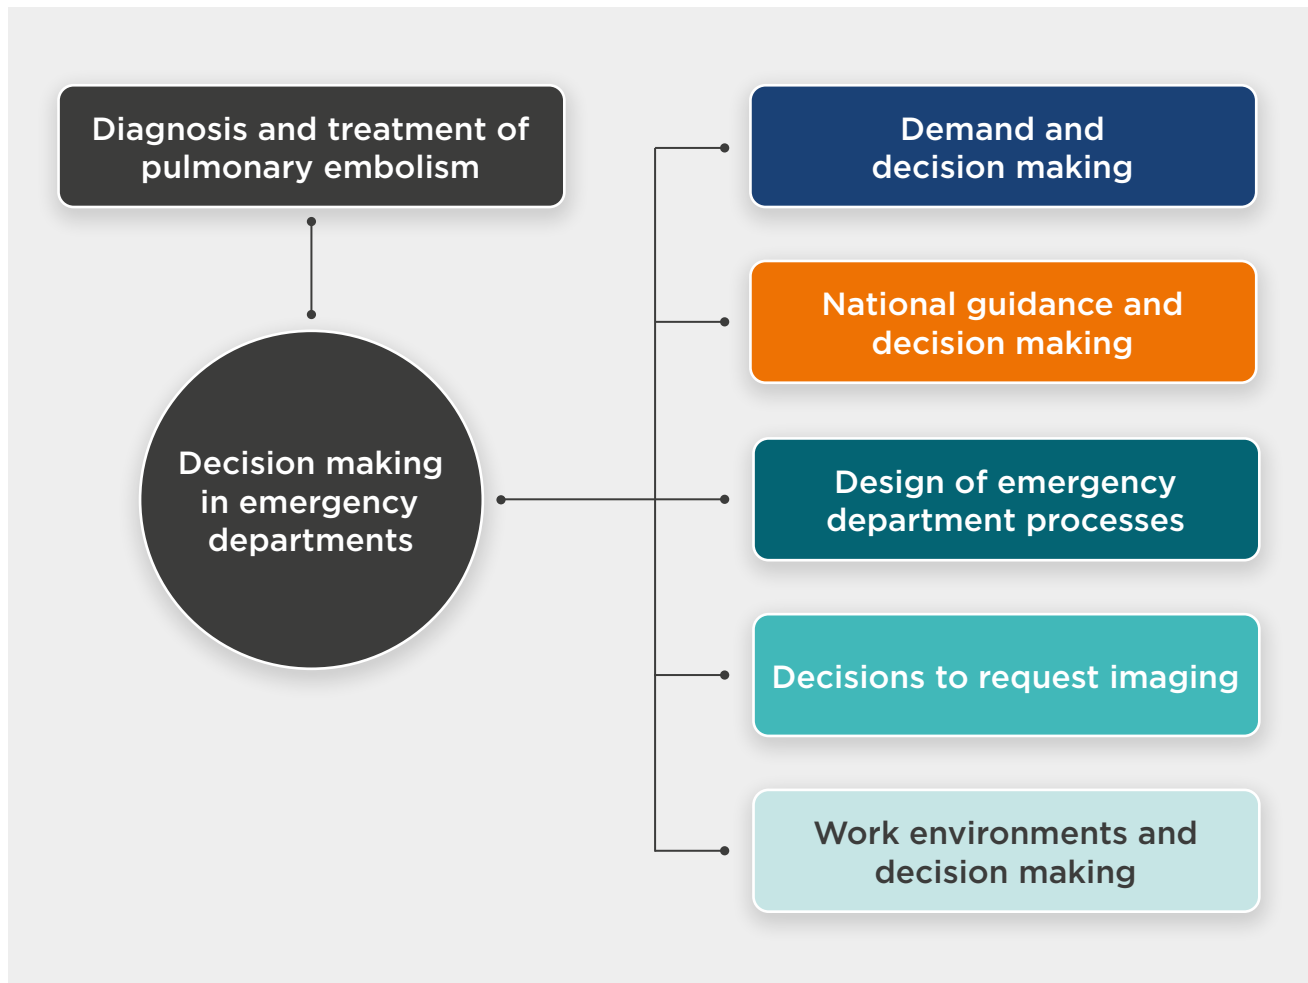 Diagnosis and treatment of
pulmonary embolism
Decision making
in emergency
departments
Demand and
decision making
National guidance and
decision making
Design of emergency
department processes
Decisions to request imaging
Work environments and
decision making